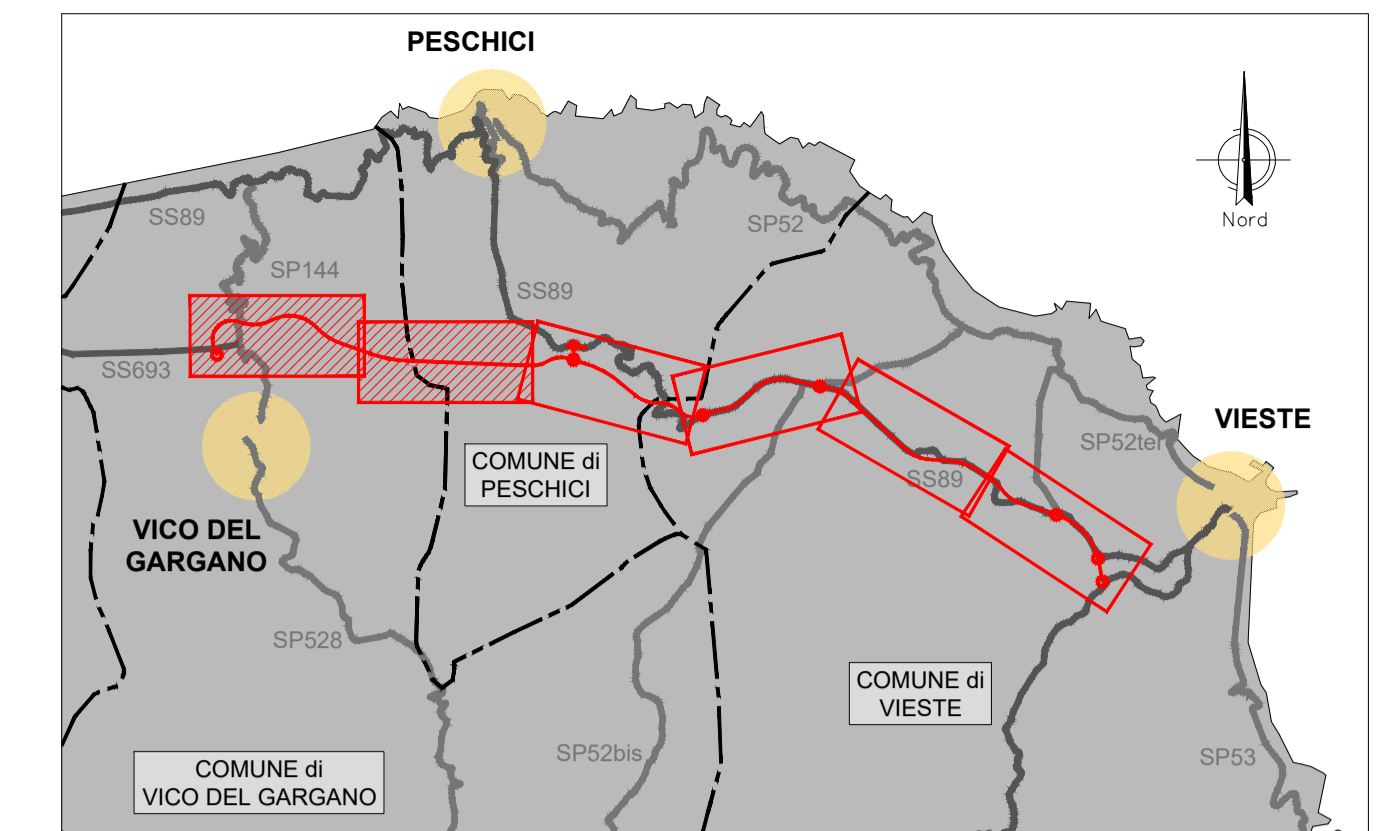 PESCHICI
Nord
SS89
SP52
SP144
SS89
SS693
VIESTE
SP52ter
COMUNE di
PESCHICI
SS89
VICO DEL
GARGANO
SP528
COMUNE di
VIESTE
SP52bis
SP53
COMUNE di
VICO DEL GARGANO